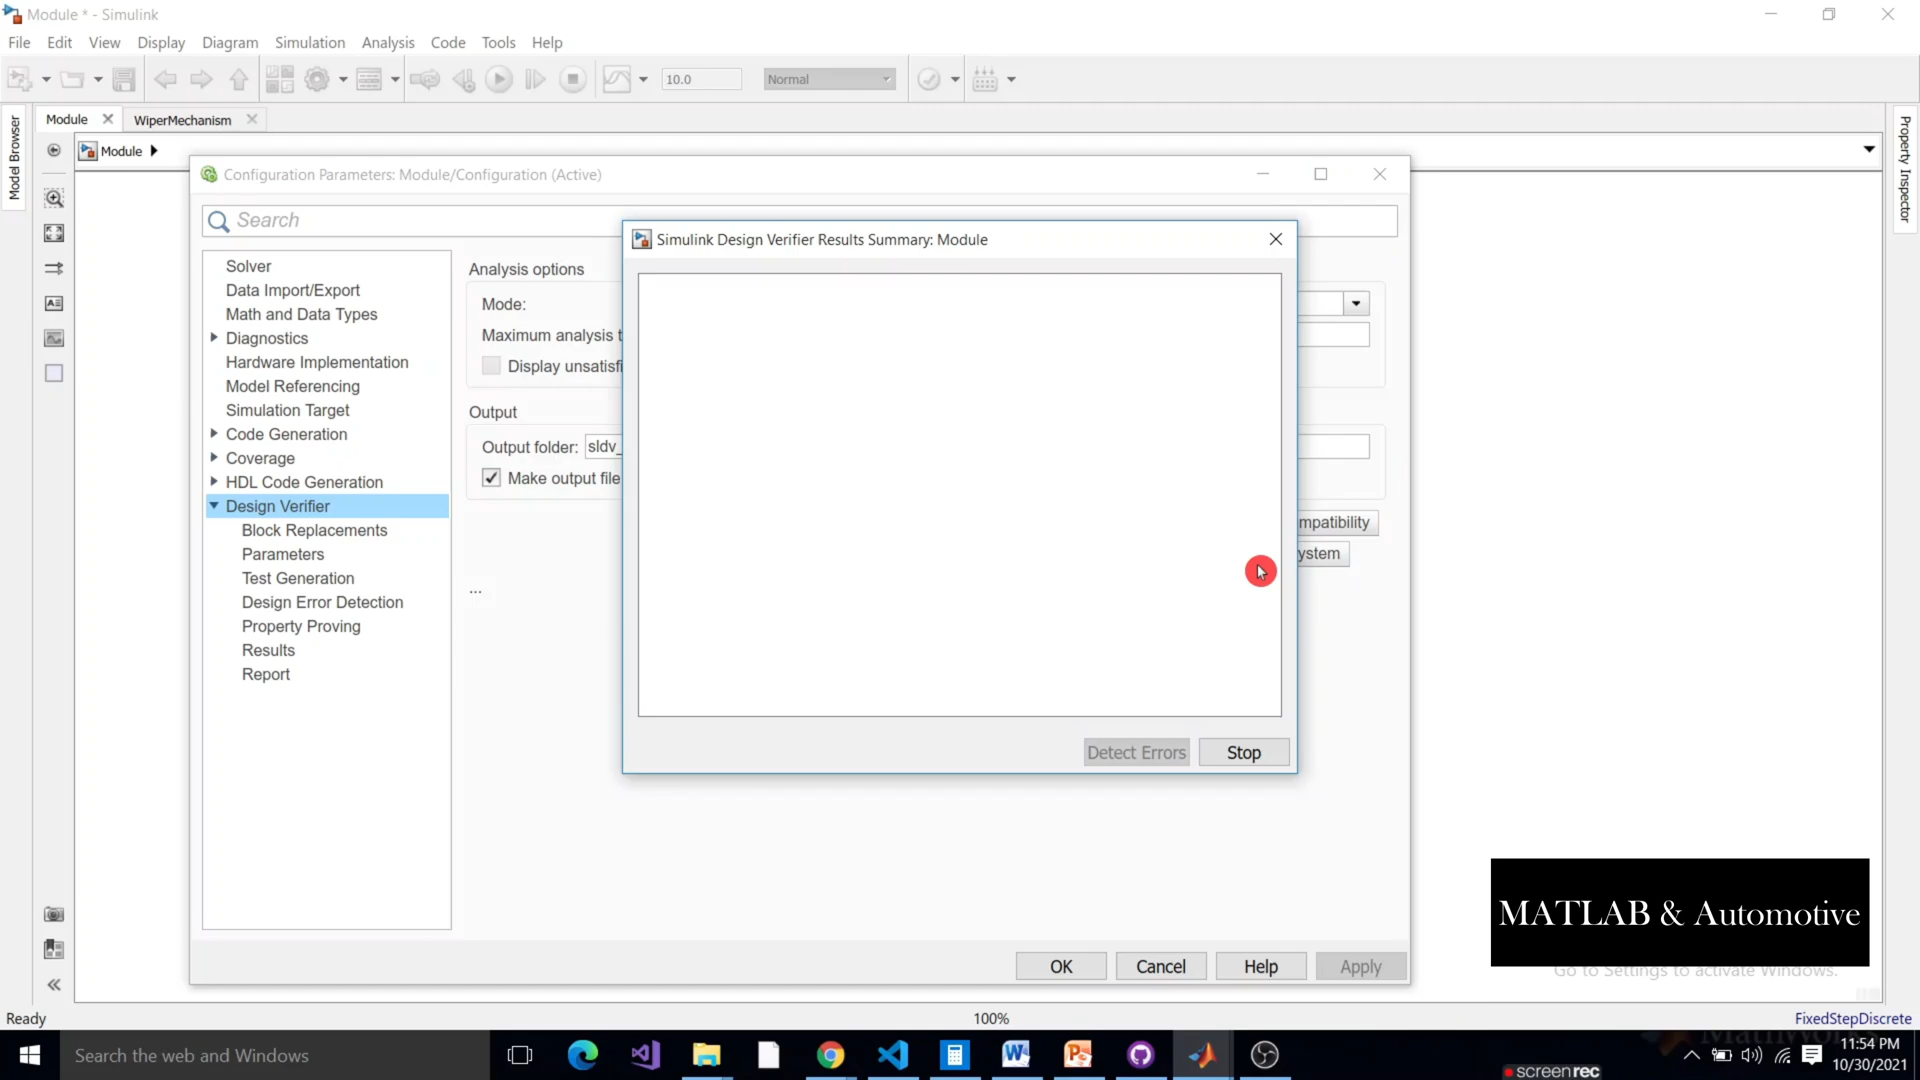 Module * - Simulink
File Edit View Display Diagram Simulation Analysis Code Tools Help
10.0 Normal
Module WiperMechanism
Model Browser
Module
Property Inspector
Configuration Parameters: Module/Configuration (Active)
Search
Solver
Data Import/Export
Math and Data Types
Diagnostics
Hardware Implementation
Model Referencing
Simulation Target
Code Generation
Coverage
HDL Code Generation
Design Verifier
Block Replacements
Parameters
Test Generation
Design Error Detection
Property Proving
Results
Report
Analysis options
Mode:
Maximum analysis t
Display unsatisfi
Output
Output folder: sldv_
Make output file
mpatibility
ystem
...
Simulink Design Verifier Results Summary: Module
Detect Errors Stop
OK Cancel Help Apply
MATLAB & Automotive
Go to Settings to activate Windows.
Ready 100% FixedStepDiscrete
Search the web and Windows
11:54 PM
10/30/2021
screenrec